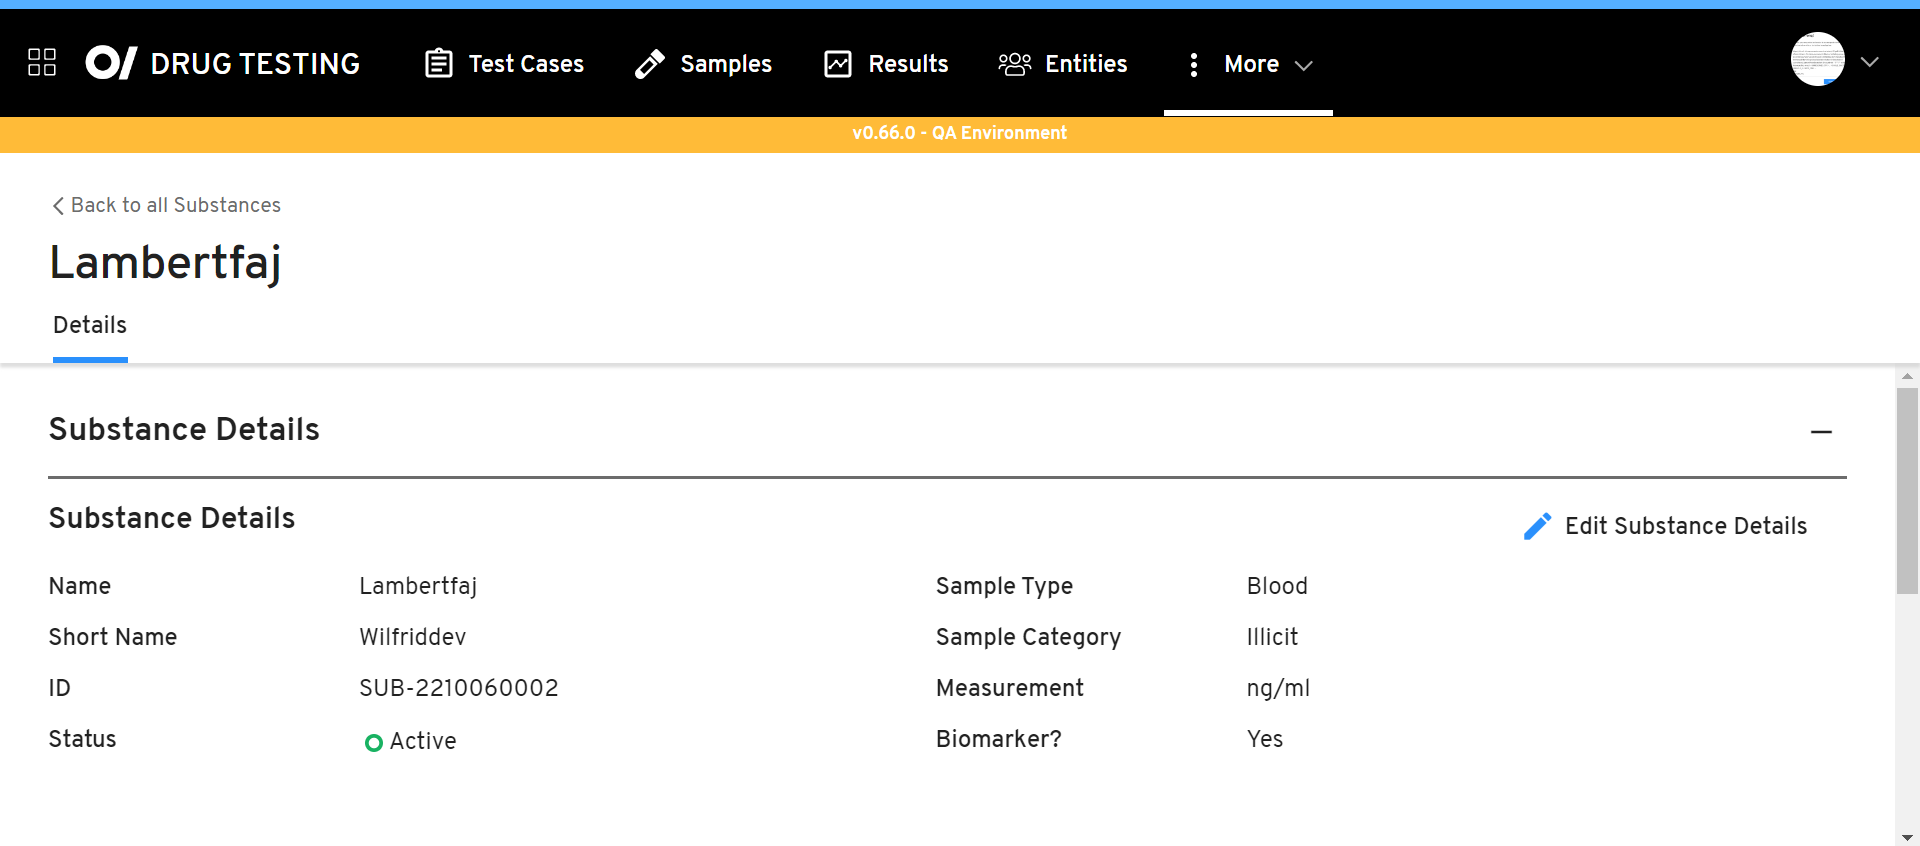 DRUG TESTING Test Cases Samples Results Entities More
v0.66.0 - QA Environment
Back to all Substances
Lambertfaj
Details
Substance Details
Substance Details Edit Substance Details
Name Lambertfaj Sample Type Blood
Short Name Wilfriddev Sample Category Illicit
ID SUB-2210060002 Measurement ng/ml
Status Active Biomarker? Yes